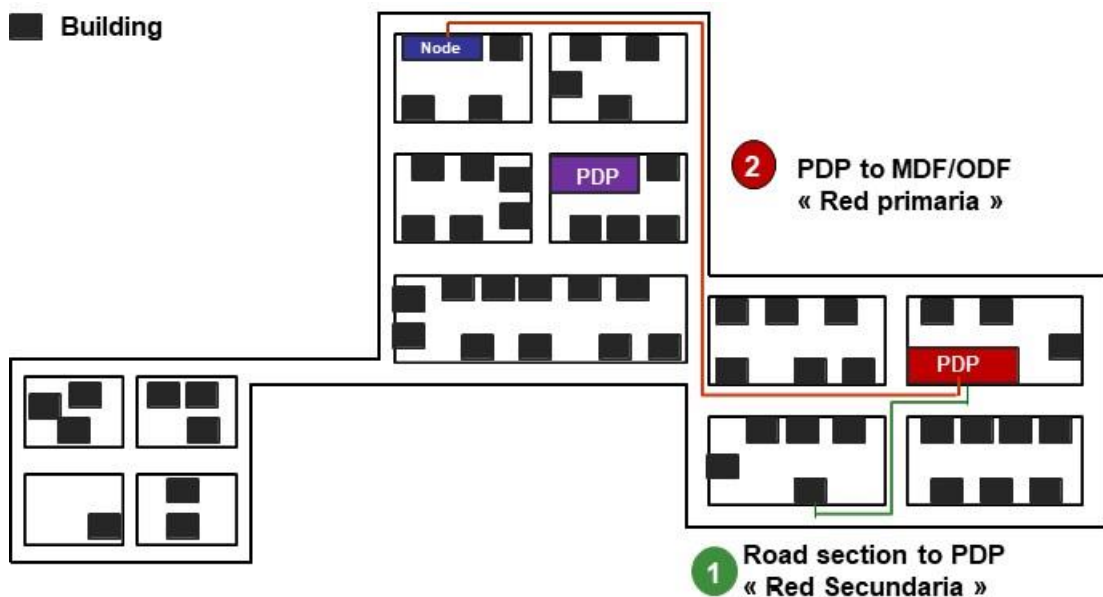 Building
Node
PDP
2
PDP to MDF/ODF
« Red primaria »
PDP
1
Road section to PDP
« Red Secundaria »